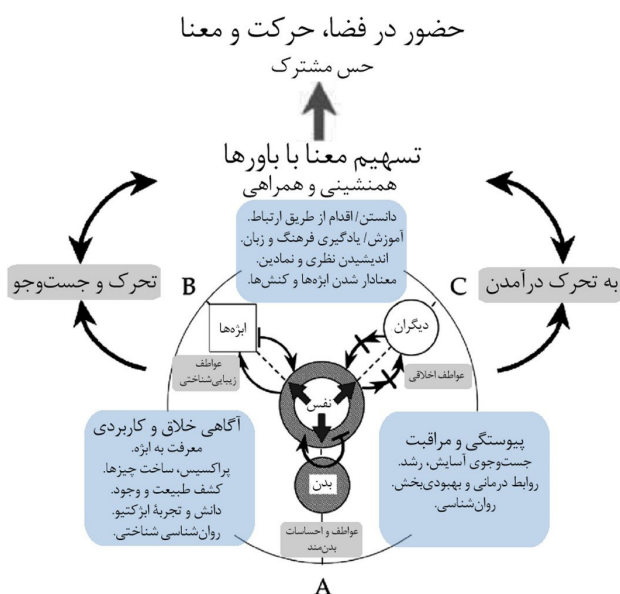 حضور در فضا، حرکت و معنا
حس مشترک
تسهیم معنا با باورها
همنشینی و همراهی
دانستن/ اقدام از طریق ارتباط.
آموزش/ یادگیری فرهنگ و زبان.
اندیشیدن نظری و نمادین.
معنادار شدن ابژه‌ها و کنش‌ها.
به تحرک درآمدن
تحرک و جست‌وجو
C
B
دیگران
ابژه‌ها
عواطف اخلاقی
عواطف
زیبایی‌شناختی
نفس
بدن
پیوستگی و مراقبت
جست‌وجوی آسایش، رشد.
روابط درمانی و بهبودی‌بخش.
روان‌شناسی.
آگاهی خلاق و کاربردی
معرفت به ابژه.
پراکسیس، ساخت چیزها.
کشف طبیعت و وجود.
دانش و تجربۀ ابژکتیو.
روان‌شناسی شناختی.
عواطف و احساسات
بدن‌مند
A